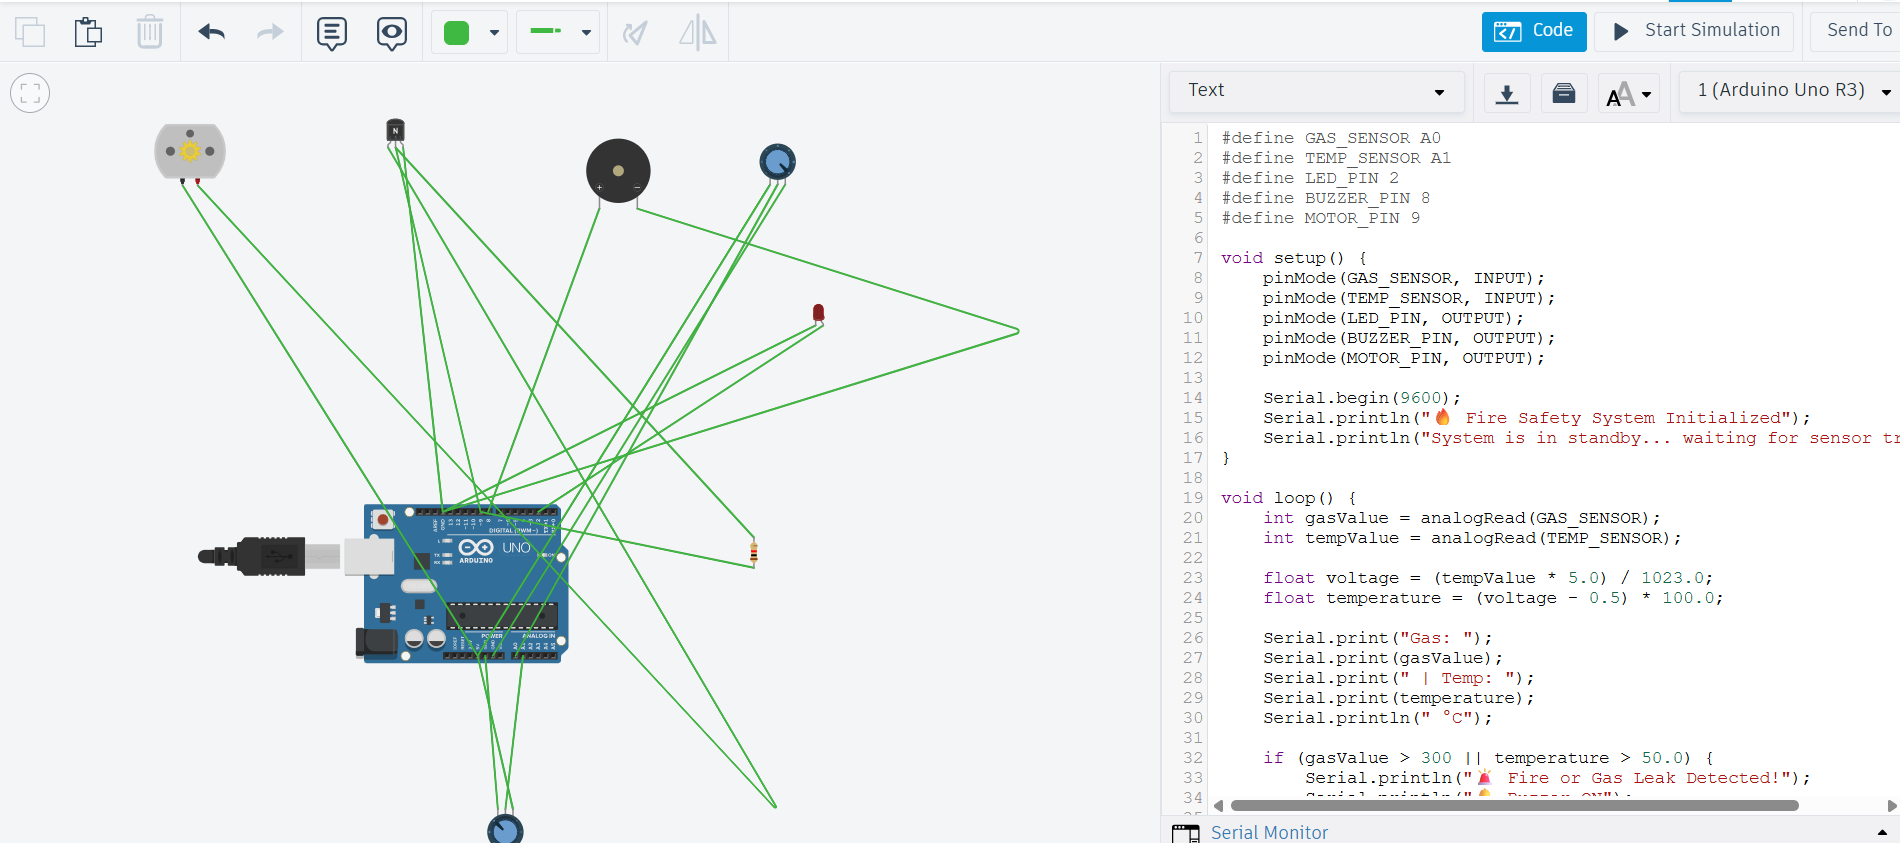 Code
Start Simulation
Send To
Text
1 (Arduino Uno R3)
N
1 #define GAS_SENSOR A0
2 #define TEMP_SENSOR A1
3 #define LED_PIN 2
4 #define BUZZER_PIN 8
5 #define MOTOR_PIN 9
6
7 void setup() {
8 pinMode(GAS_SENSOR, INPUT);
9 pinMode(TEMP_SENSOR, INPUT);
10 pinMode(LED_PIN, OUTPUT);
11 pinMode(BUZZER_PIN, OUTPUT);
12 pinMode(MOTOR_PIN, OUTPUT);
13
14 Serial.begin(9600);
15 Serial.println("🔥 Fire Safety System Initialized");
16 Serial.println("System is in standby... waiting for sensor tr
17 }
18
19 void loop() {
20 int gasValue = analogRead(GAS_SENSOR);
21 int tempValue = analogRead(TEMP_SENSOR);
22
23 float voltage = (tempValue * 5.0) / 1023.0;
24 float temperature = (voltage - 0.5) * 100.0;
25
26 Serial.print("Gas: ");
27 Serial.print(gasValue);
28 Serial.print(" | Temp: ");
29 Serial.print(temperature);
30 Serial.println(" °C");
31
32 if (gasValue > 300 || temperature > 50.0) {
33 Serial.println("🚨 Fire or Gas Leak Detected!");
34
DIGITAL (PWM~)
UNO
ARDUINO
POWER
ANALOG IN
Serial Monitor